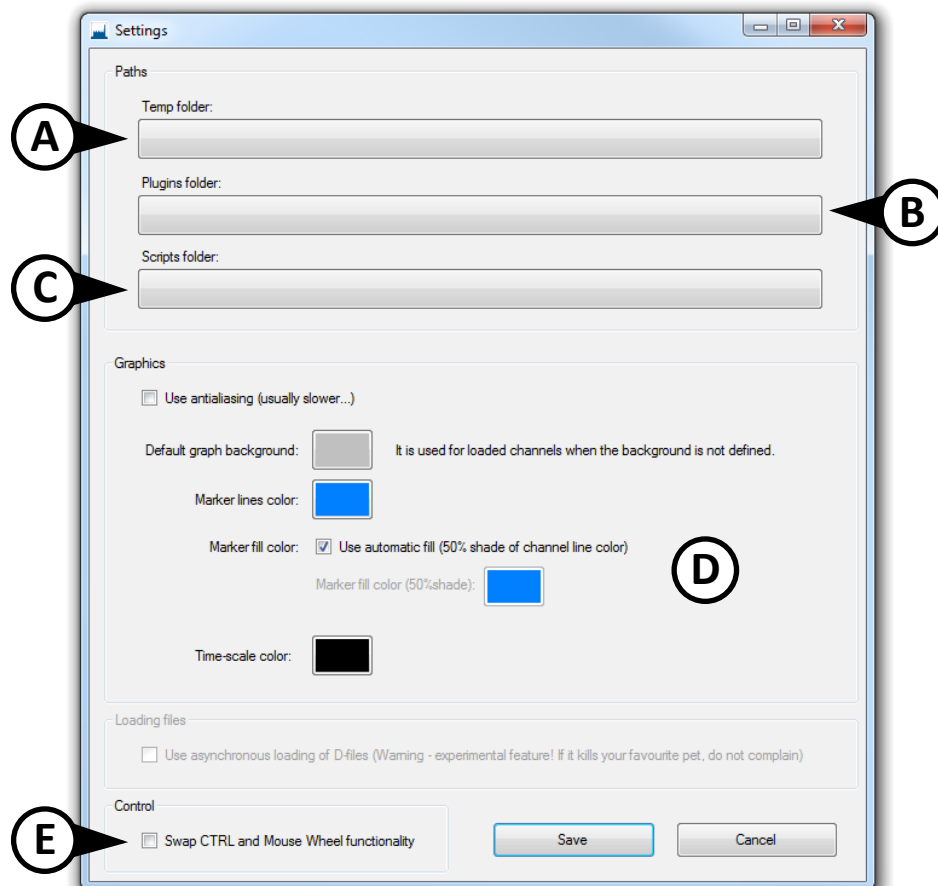 Settings
Paths
Temp folder:
A
Plugins folder:
B
Scripts folder:
C
Graphics
Use antialiasing (usually slower...)
Default graph background: It is used for loaded channels when the background is not defined.
Marker lines color:
Marker fill color: Use automatic fill (50% shade of channel line color)
D
Marker fill color (50%shade):
Time-scale color:
Loading files
Use asynchronous loading of D-files (Warning - experimental feature! If it kills your favourite pet, do not complain)
Control
E
Swap CTRL and Mouse Wheel functionality
Save Cancel